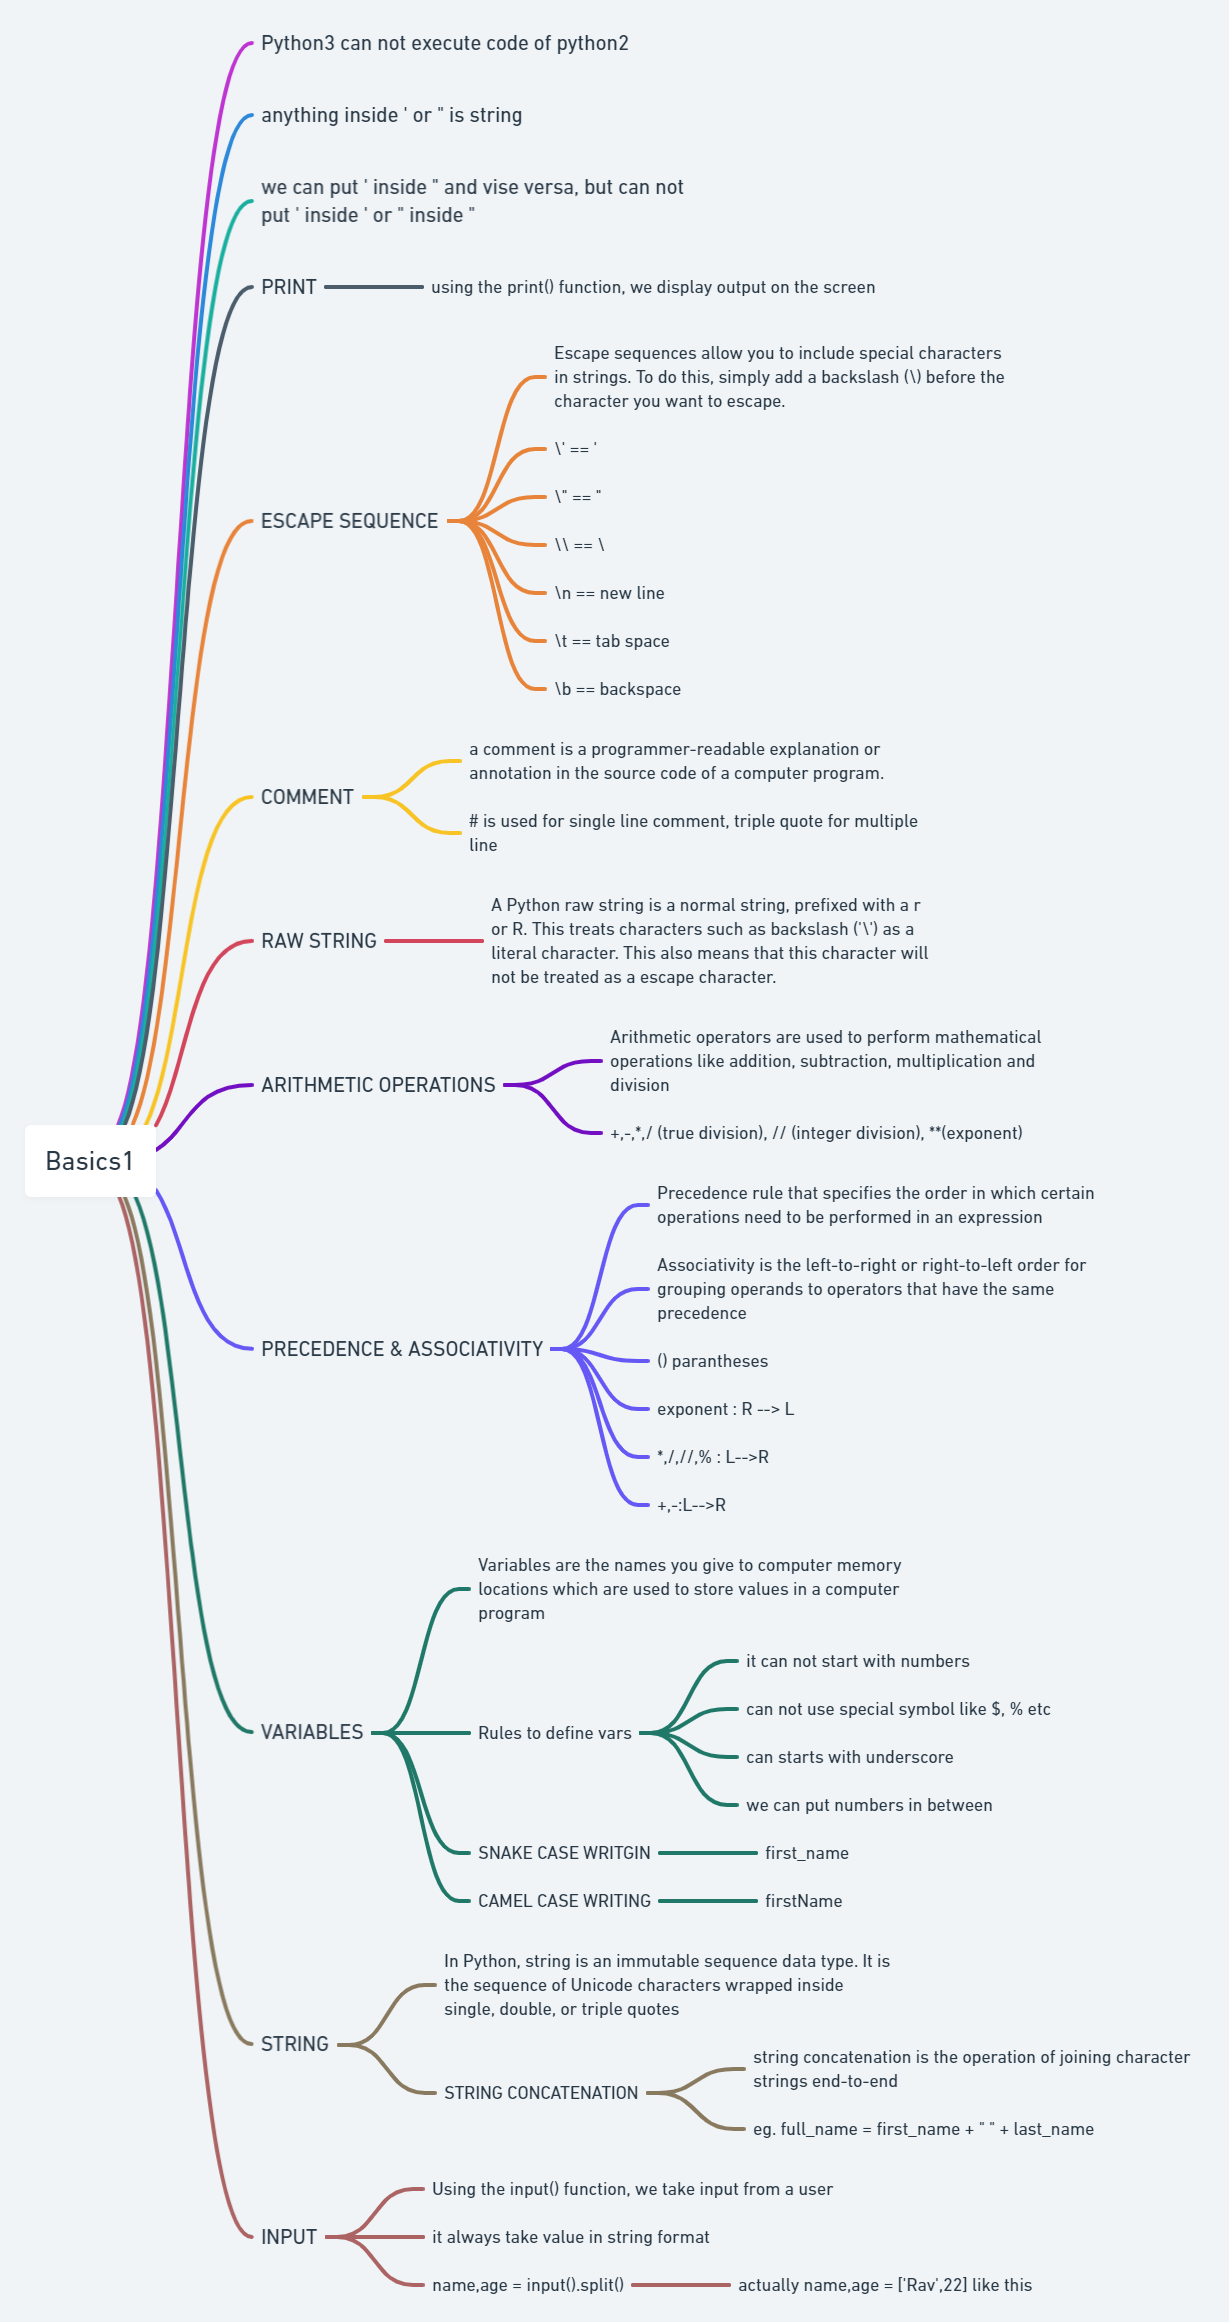 Python3 can not execute code of python2
anything inside ' or " is string
we can put ' inside " and vise versa, but can not
put ' inside ' or " inside "
PRINT
using the print() function, we display output on the screen
ESCAPE SEQUENCE
Escape sequences allow you to include special characters
in strings. To do this, simply add a backslash (\) before the
character you want to escape.
\' == '
\" == "
\\ == \
\n == new line
\t == tab space
\b == backspace
COMMENT
a comment is a programmer-readable explanation or
annotation in the source code of a computer program.
# is used for single line comment, triple quote for multiple
line
RAW STRING
A Python raw string is a normal string, prefixed with a r
or R. This treats characters such as backslash ('\') as a
literal character. This also means that this character will
not be treated as a escape character.
ARITHMETIC OPERATIONS
Arithmetic operators are used to perform mathematical
operations like addition, subtraction, multiplication and
division
+,-,*,/ (true division), // (integer division), **(exponent)
Basics1
PRECEDENCE & ASSOCIATIVITY
Precedence rule that specifies the order in which certain
operations need to be performed in an expression
Associativity is the left-to-right or right-to-left order for
grouping operands to operators that have the same
precedence
() parantheses
exponent : R --> L
*,/,//,% : L-->R
+,-:L-->R
VARIABLES
Variables are the names you give to computer memory
locations which are used to store values in a computer
program
Rules to define vars
it can not start with numbers
can not use special symbol like $, % etc
can starts with underscore
we can put numbers in between
SNAKE CASE WRITGIN
first_name
CAMEL CASE WRITING
firstName
STRING
In Python, string is an immutable sequence data type. It is
the sequence of Unicode characters wrapped inside
single, double, or triple quotes
STRING CONCATENATION
string concatenation is the operation of joining character
strings end-to-end
eg. full_name = first_name + " " + last_name
INPUT
Using the input() function, we take input from a user
it always take value in string format
name,age = input().split()
actually name,age = ['Rav',22] like this